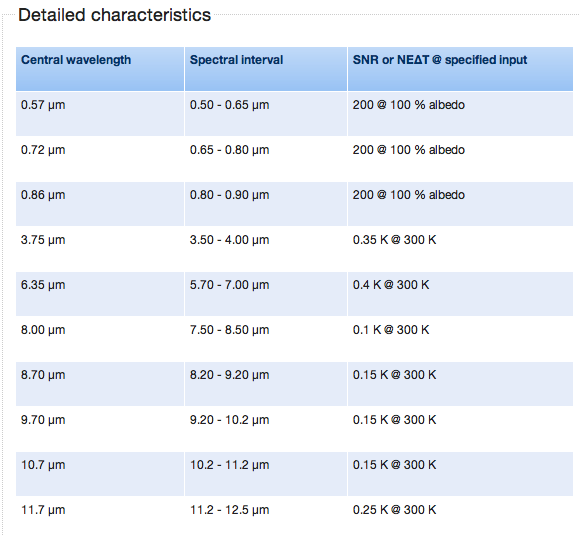 Detailed characteristics
Central wavelength Spectral interval SNR or NEΔT @ specified input
0.57 µm 0.50 - 0.65 µm 200 @ 100 % albedo
0.72 µm 0.65 - 0.80 µm 200 @ 100 % albedo
0.86 µm 0.80 - 0.90 µm 200 @ 100 % albedo
3.75 µm 3.50 - 4.00 µm 0.35 K @ 300 K
6.35 µm 5.70 - 7.00 µm 0.4 K @ 300 K
8.00 µm 7.50 - 8.50 µm 0.1 K @ 300 K
8.70 µm 8.20 - 9.20 µm 0.15 K @ 300 K
9.70 µm 9.20 - 10.2 µm 0.15 K @ 300 K
10.7 µm 10.2 - 11.2 µm 0.15 K @ 300 K
11.7 µm 11.2 - 12.5 µm 0.25 K @ 300 K